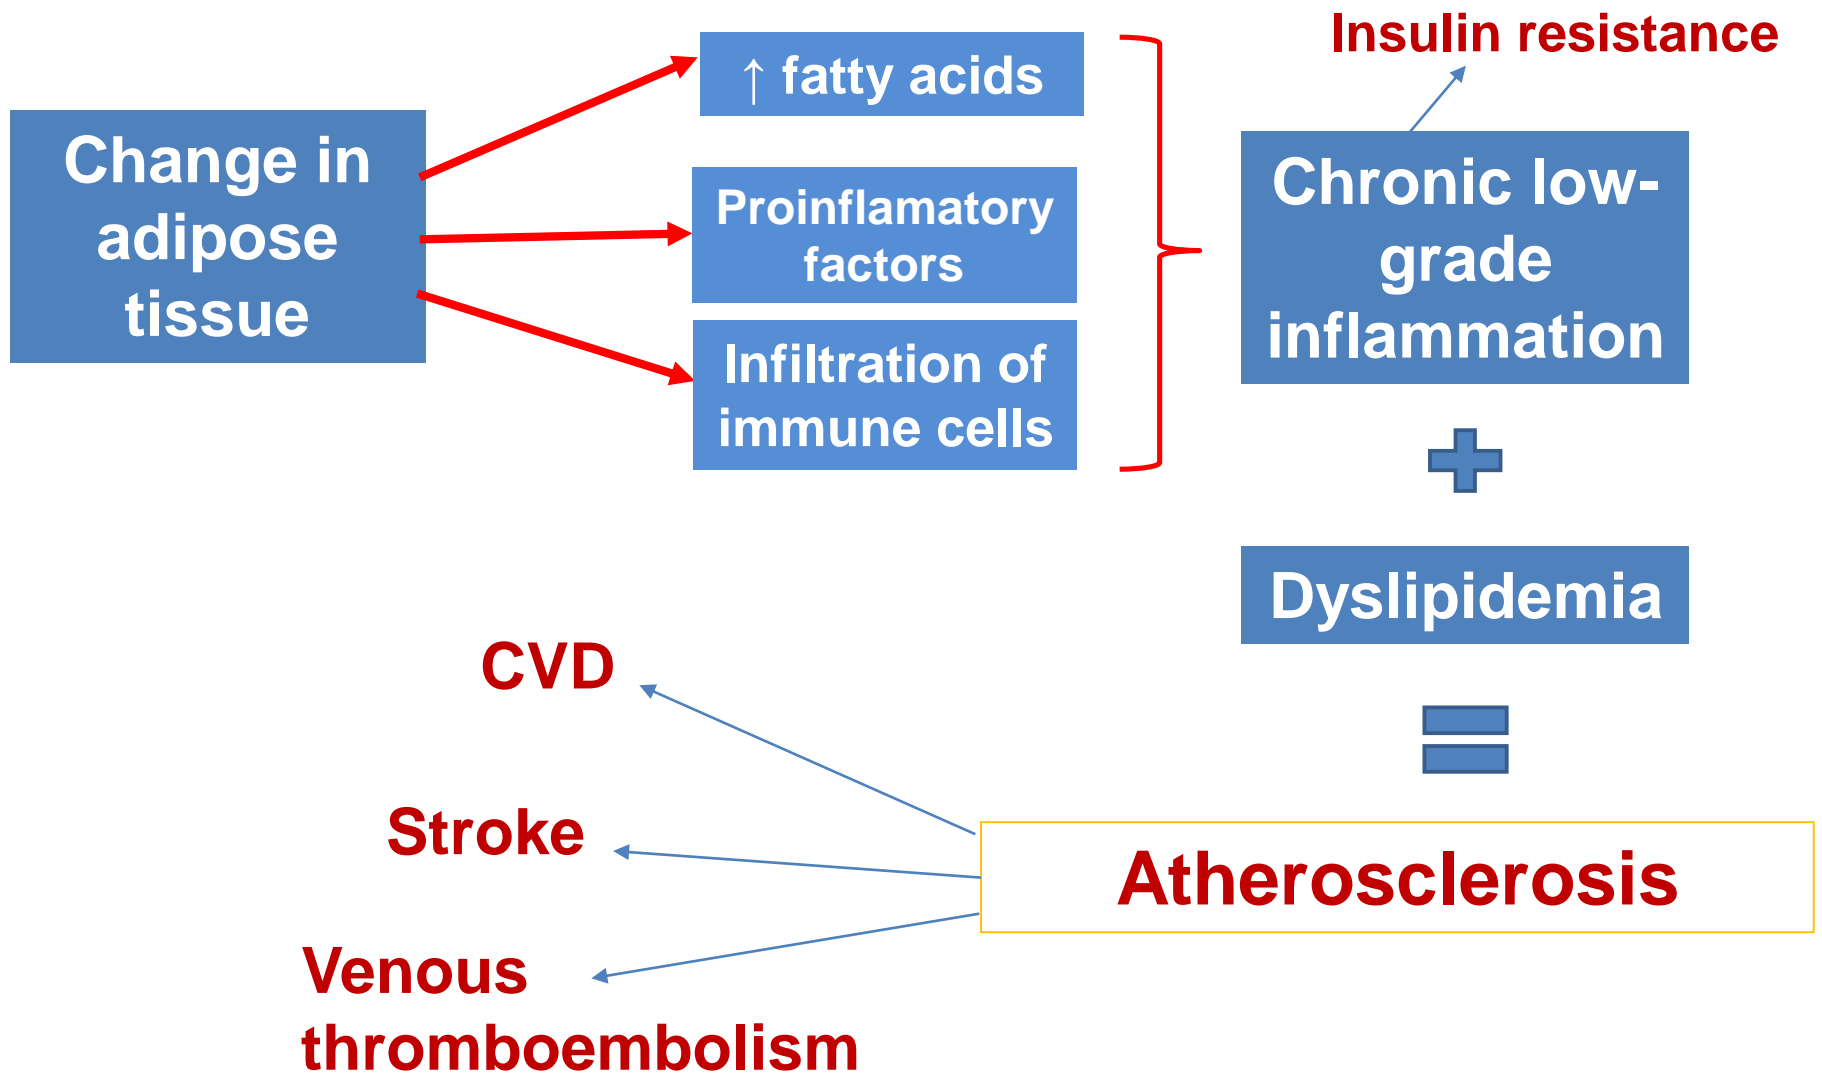 Insulin resistance
↑ fatty acids
Change in
adipose
tissue
Proinflamatory
factors
Infiltration of
immune cells
Chronic low-
grade
inflammation
Dyslipidemia
CVD
Stroke
Atherosclerosis
Venous
thromboembolism